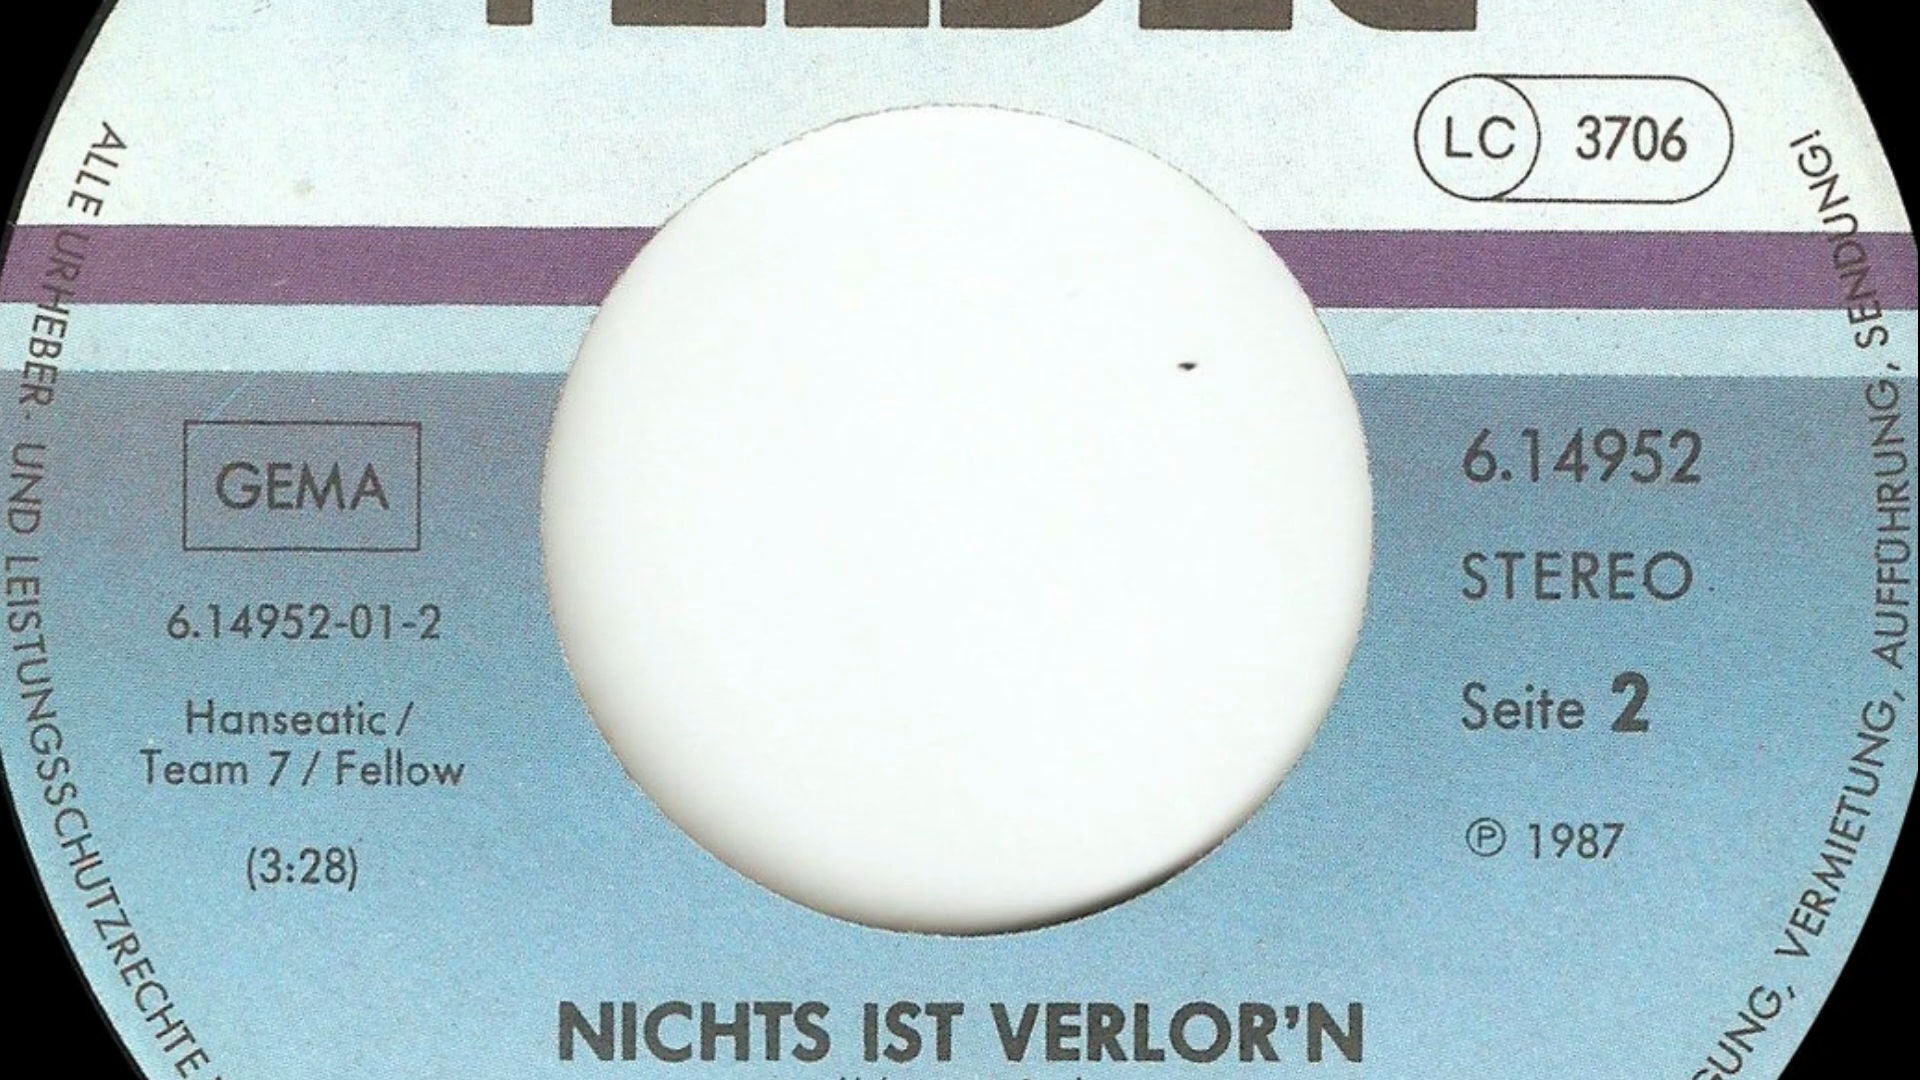 LC 3706
GEMA
6.14952-01-2
Hanseatic /
Team 7 / Fellow
(3:28)
6.14952
STEREO
Seite 2
℗ 1987
NICHTS IST VERLOR'N
ALLE URHEBER- UND LEISTUNGSSCHUTZRECHTE
VERMIETUNG, AUFFÜHRUNG, SENDUNG!